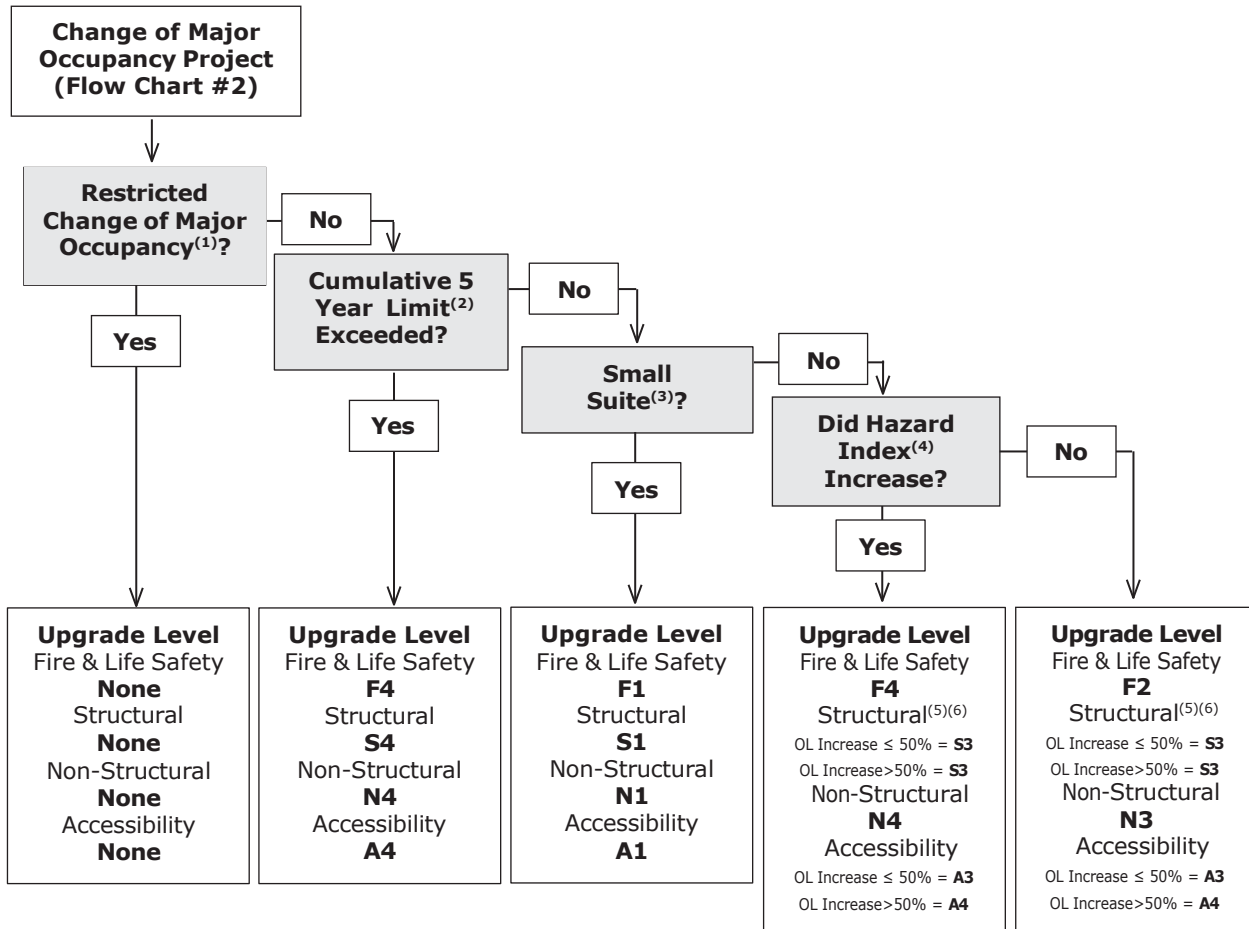 Change of Major
Occupancy Project
(Flow Chart #2)
Restricted
Change of Major
Occupancy(1)?
No
Yes
Cumulative 5
Year Limit(2)
Exceeded?
No
Yes
Small
Suite(3)?
No
Yes
Did Hazard
Index(4)
Increase?
No
Yes
Upgrade Level
Fire & Life Safety
None
Structural
None
Non-Structural
None
Accessibility
None
Upgrade Level
Fire & Life Safety
F4
Structural
S4
Non-Structural
N4
Accessibility
A4
Upgrade Level
Fire & Life Safety
F1
Structural
S1
Non-Structural
N1
Accessibility
A1
Upgrade Level
Fire & Life Safety
F4
Structural(5)(6)
OL Increase ≤ 50% = S3
OL Increase>50% = S3
Non-Structural
N4
Accessibility
OL Increase ≤ 50% = A3
OL Increase>50% = A4
Upgrade Level
Fire & Life Safety
F2
Structural(5)(6)
OL Increase ≤ 50% = S3
OL Increase>50% = S3
Non-Structural
N3
Accessibility
OL Increase ≤ 50% = A3
OL Increase>50% = A4